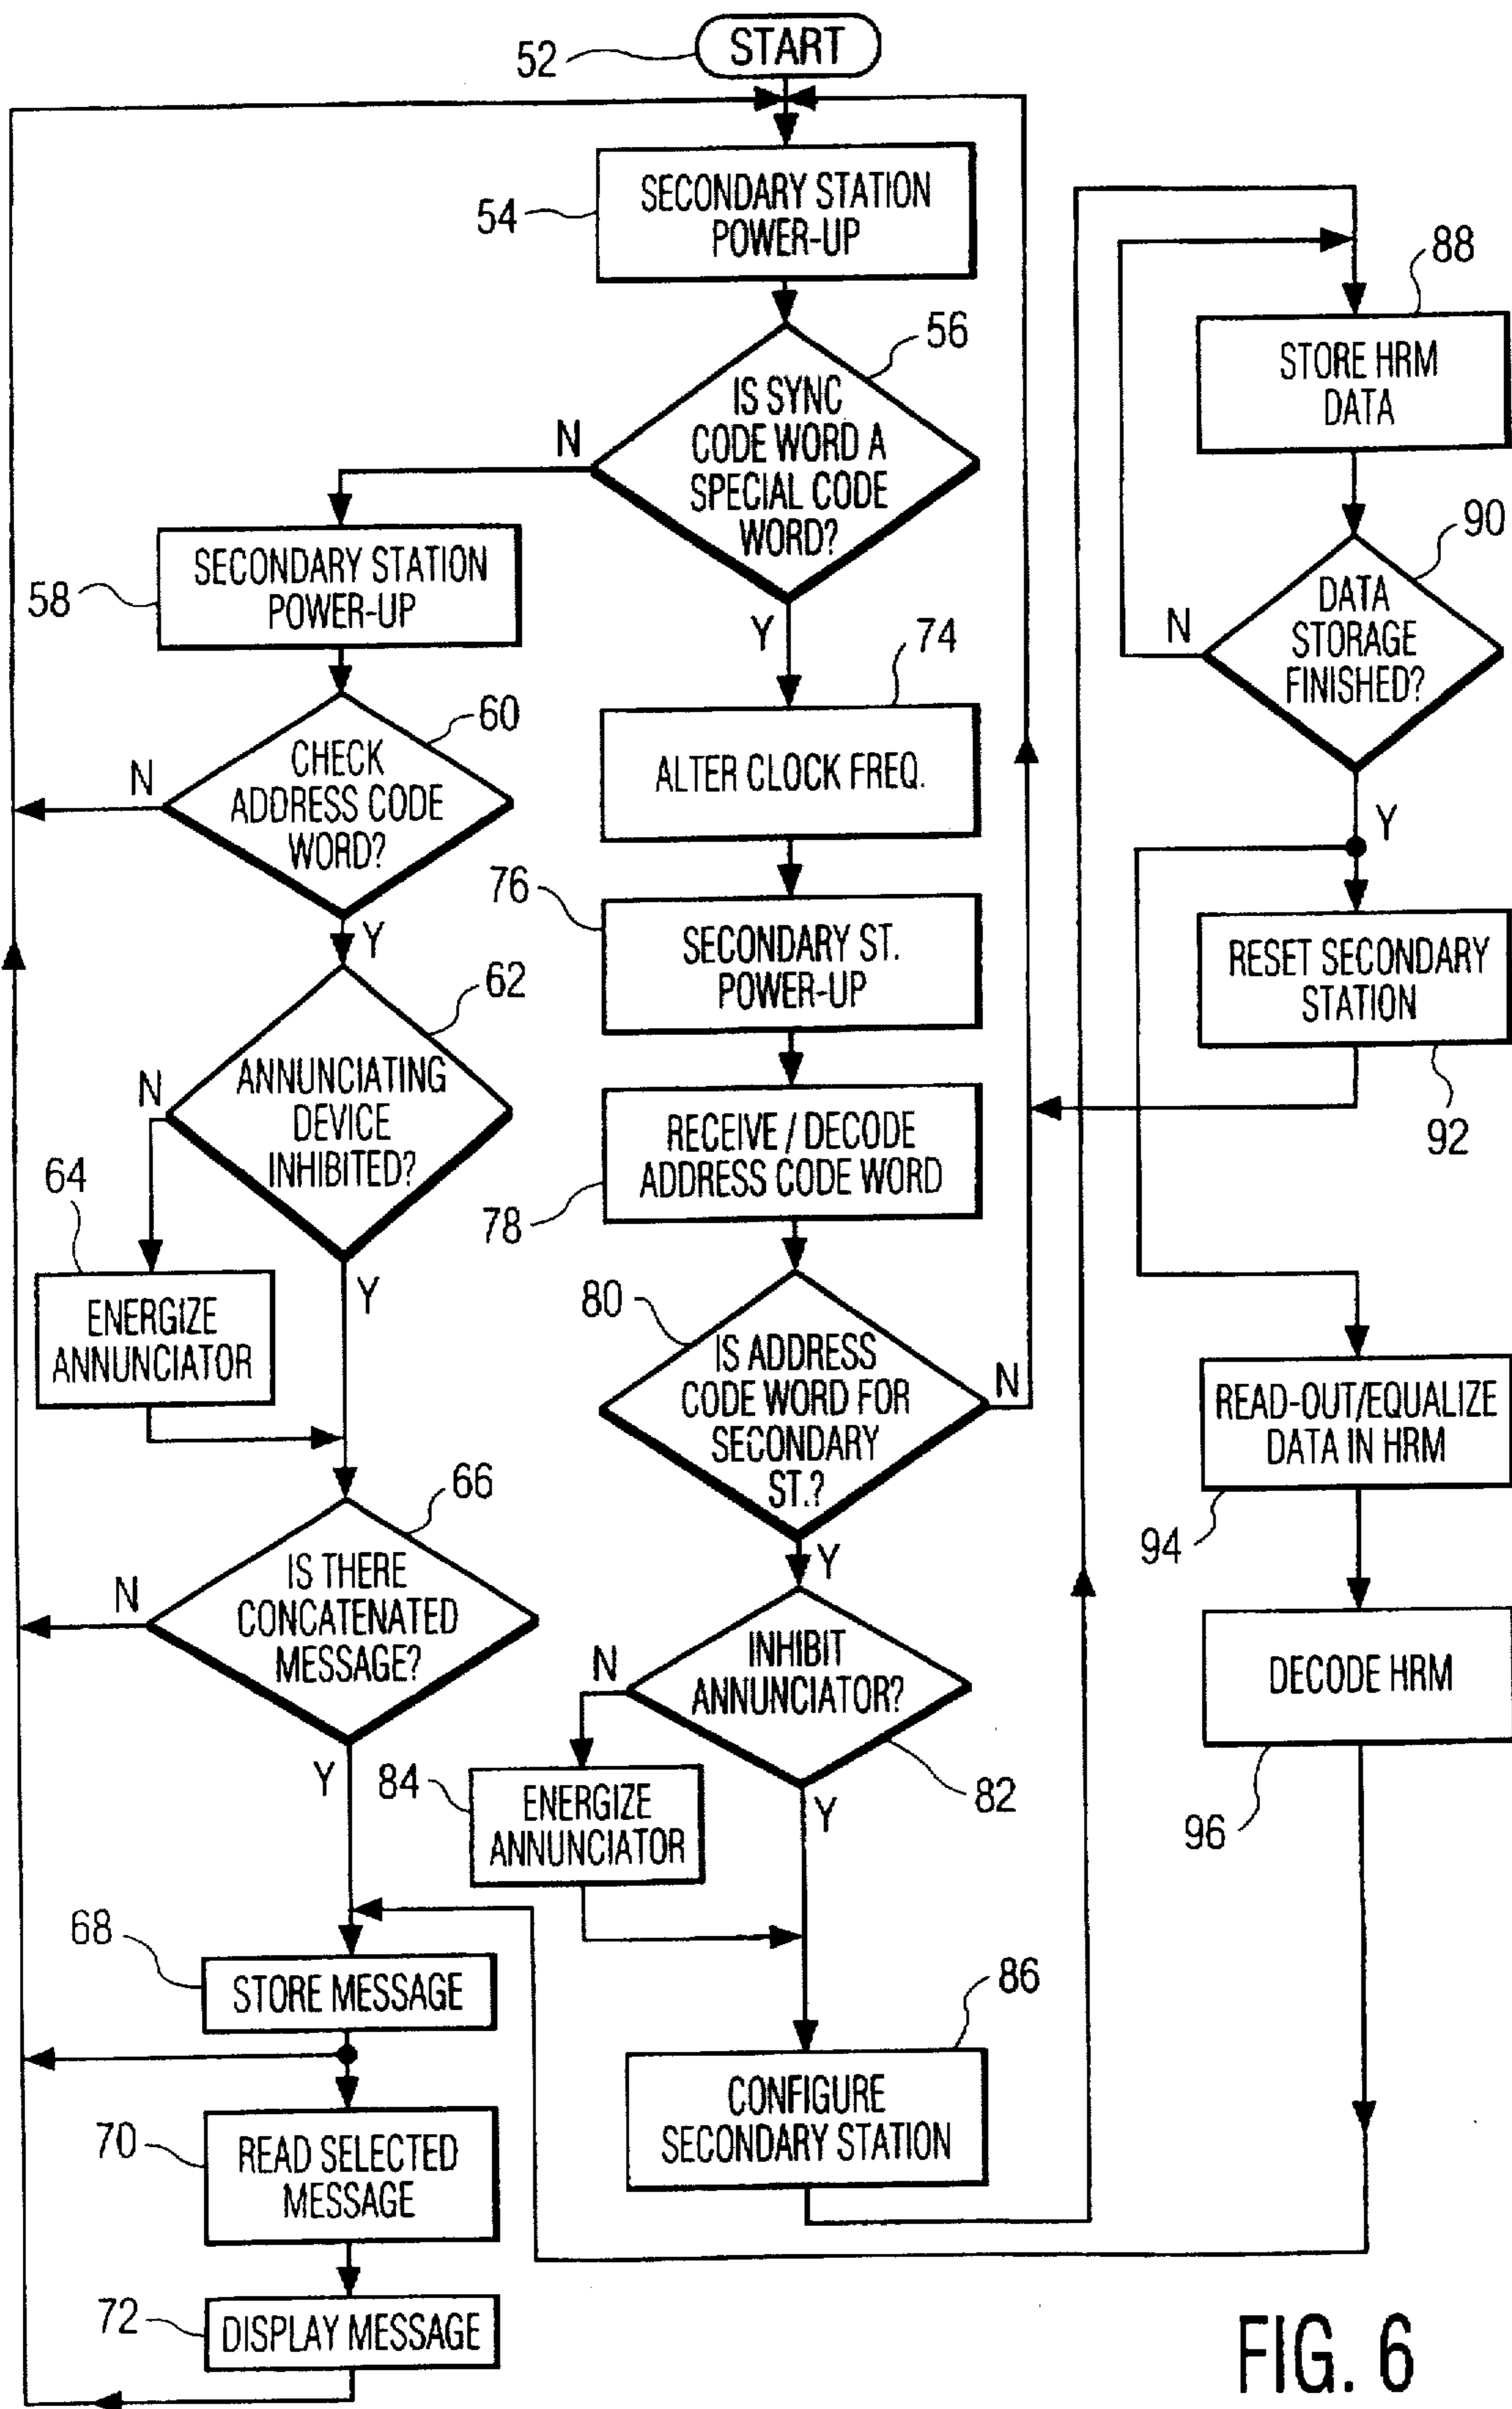 START
52
SECONDARY STATION
POWER-UP
54
IS SYNC
CODE WORD A
SPECIAL CODE
WORD?
56
N
Y
SECONDARY STATION
POWER-UP
58
CHECK
ADDRESS CODE
WORD?
60
N
Y
ANNUNCIATING
DEVICE
INHIBITED?
62
N
Y
64
ENERGIZE
ANNUNCIATOR
IS THERE
CONCATENATED
MESSAGE?
66
N
Y
68
STORE MESSAGE
70
READ SELECTED
MESSAGE
72
DISPLAY MESSAGE
74
ALTER CLOCK FREQ.
76
SECONDARY ST.
POWER-UP
RECEIVE / DECODE
ADDRESS CODE WORD
78
80
IS ADDRESS
CODE WORD FOR
SECONDARY
ST.?
N
Y
INHIBIT
ANNUNCIATOR?
82
N
Y
84
ENERGIZE
ANNUNCIATOR
86
CONFIGURE
SECONDARY STATION
88
STORE HRM
DATA
90
DATA
STORAGE
FINISHED?
N
Y
RESET SECONDARY
STATION
92
READ-OUT/EQUALIZE
DATA IN HRM
94
DECODE HRM
96
FIG. 6